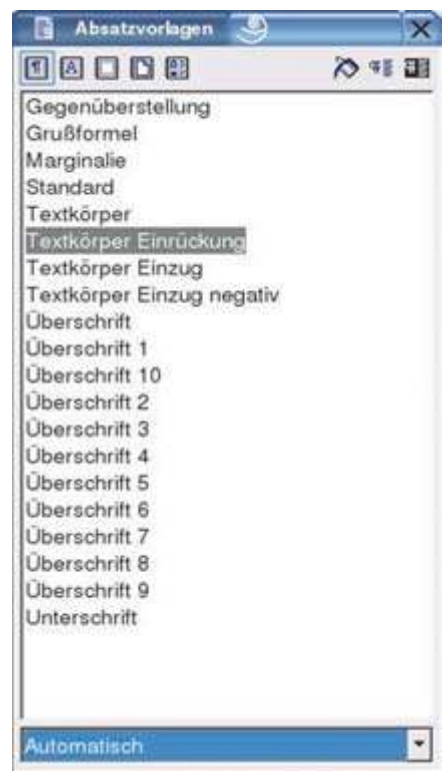 Absatzvorlagen
Gegenüberstellung
Grußformel
Marginalie
Standard
Textkörper
Textkörper Einrückung
Textkörper Einzug
Textkörper Einzug negativ
Überschrift
Überschrift 1
Überschrift 10
Überschrift 2
Überschrift 3
Überschrift 4
Überschrift 5
Überschrift 6
Überschrift 7
Überschrift 8
Überschrift 9
Unterschrift
Automatisch